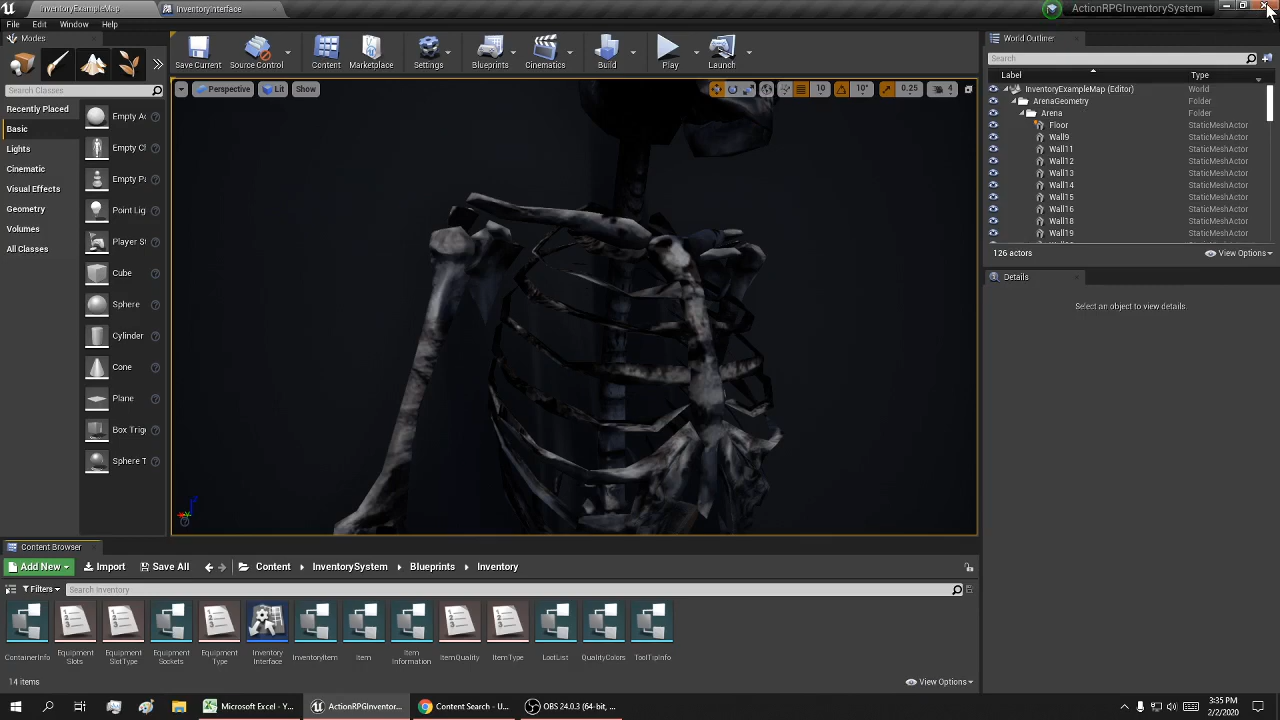 InventoryExampleMap
InventoryInterface
ActionRPGInventorySystem
File Edit Window Help
Modes
Save Current
Source Control
Content
Marketplace
Settings
Blueprints
Cinematics
Build
Play
Launch
World Outliner
Search
Label Type
Search Classes
Recently Placed
Basic
Lights
Cinematic
Visual Effects
Geometry
Volumes
All Classes
Empty Ac
Empty Ch
Empty Pa
Point Lig
Player St
Cube
Sphere
Cylinder
Cone
Plane
Box Trigg
Sphere T
Perspective
Lit
Show
10
10°
0.25
4
InventoryExampleMap (Editor) World
ArenaGeometry Folder
Arena Folder
Floor StaticMeshActor
Wall9 StaticMeshActor
Wall11 StaticMeshActor
Wall12 StaticMeshActor
Wall13 StaticMeshActor
Wall14 StaticMeshActor
Wall15 StaticMeshActor
Wall16 StaticMeshActor
Wall18 StaticMeshActor
Wall19 StaticMeshActor
126 actors
View Options
Details
Select an object to view details.
Content Browser
Add New
Import
Save All
Content
InventorySystem
Blueprints
Inventory
Filters
Search Inventory
ContainerInfo
Equipment
Slots
Equipment
SlotType
Equipment
Sockets
Equipment
Type
Inventory
Interface
InventoryItem
Item
Item
Information
ItemQuality
ItemType
LootList
QualityColors
ToolTipInfo
14 items
View Options
Microsoft Excel - Y...
ActionRPGInventor...
Content Search - U...
OBS 24.0.3 (64-bit, ...
3:35 PM
2/2/2020